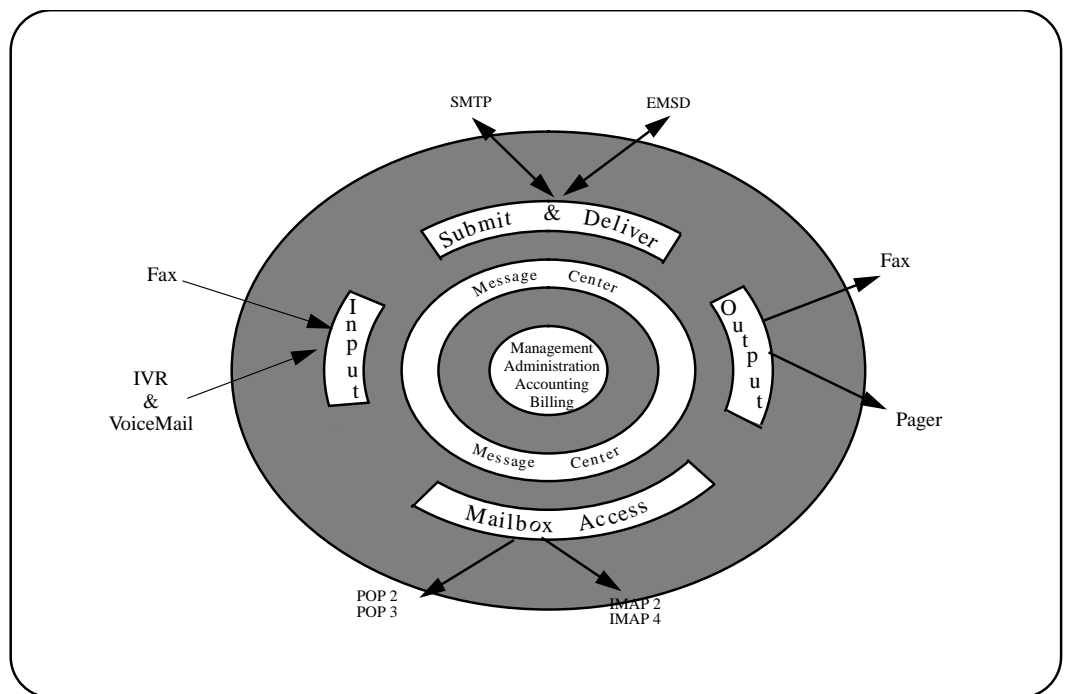 SMTP
EMSD
Submit & Deliver
Fax
Fax
Message Center
Input
Output
Management
Administration
Accounting
Billing
IVR
&
VoiceMail
Pager
Message Center
Mailbox Access
POP 2
POP 3
IMAP 2
IMAP 4